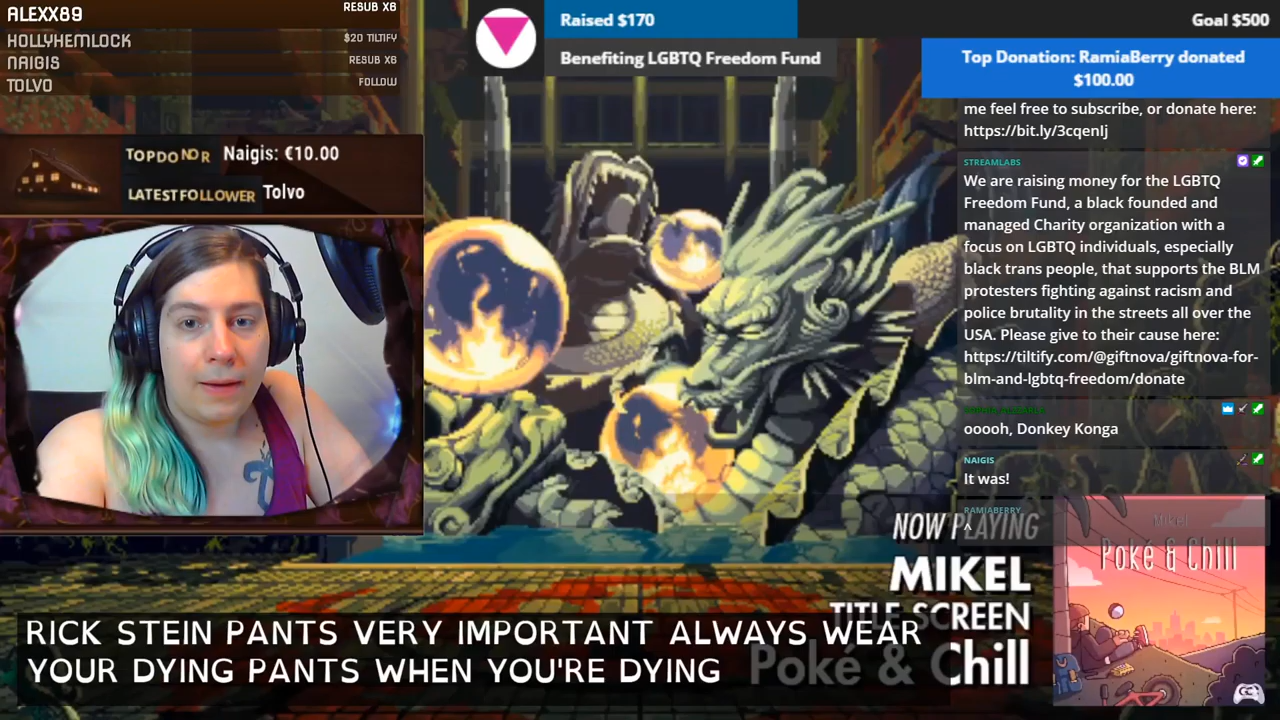 ALEXX89
RESUB X6
HOLLYHEMLOCK
$20 TILTIFY
NAIGIS
RESUB X6
TOLVO
FOLLOW
TOPDONOR Naigis: €10.00
LATESTFOLLOWER Tolvo
Raised $170
Goal $500
Benefiting LGBTQ Freedom Fund
Top Donation: RamiaBerry donated
$100.00
me feel free to subscribe, or donate here:
https://bit.ly/3cqenIj
STREAMLABS
We are raising money for the LGBTQ
Freedom Fund, a black founded and
managed Charity organization with a
focus on LGBTQ individuals, especially
black trans people, that supports the BLM
protesters fighting against racism and
police brutality in the streets all over the
USA. Please give to their cause here:
https://tiltify.com/@giftnova/giftnova-for-
blm-and-lgbtq-freedom/donate
ooooh, Donkey Konga
NAIGIS
It was!
RAMIABERRY
^
NOW PLAYING
MIKEL
TITLE SCREEN
Poké & Chill
Mikel
Poké & Chill
RICK STEIN PANTS VERY IMPORTANT ALWAYS WEAR
YOUR DYING PANTS WHEN YOU'RE DYING